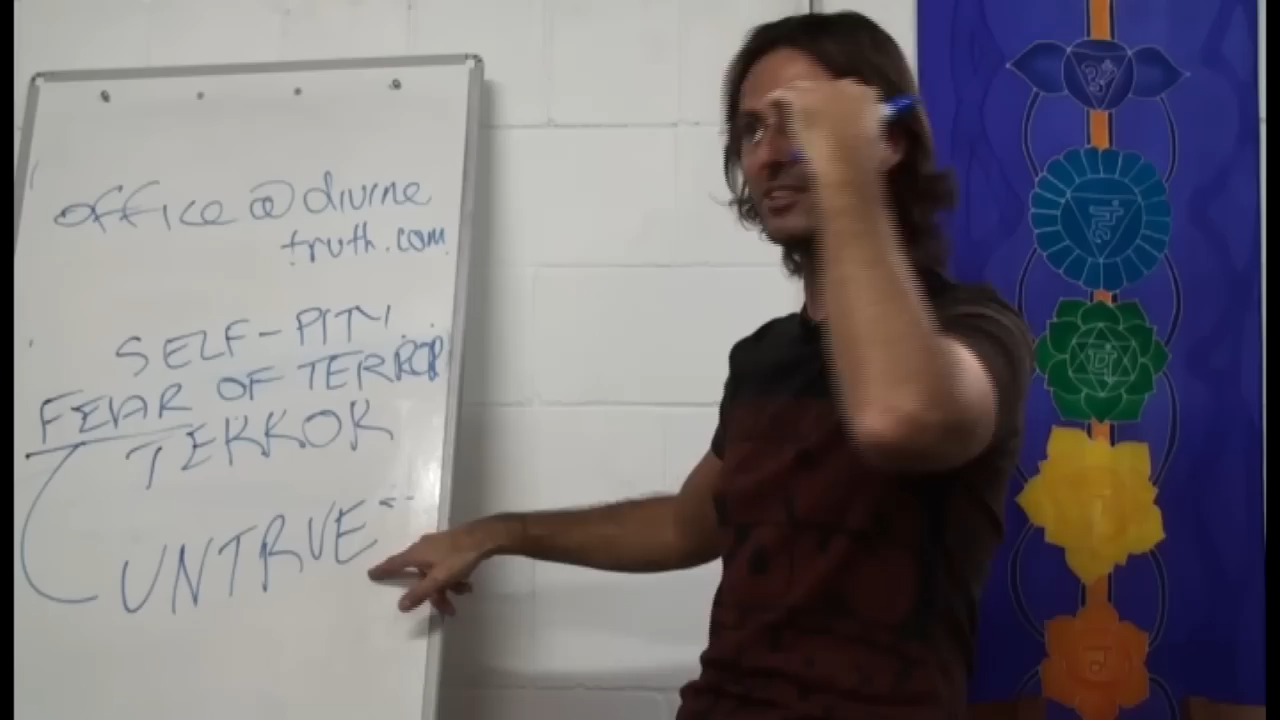 office@divine
truth.com
SELF-PITY
FEAR OF TERROR
TERROR
UNTRUE